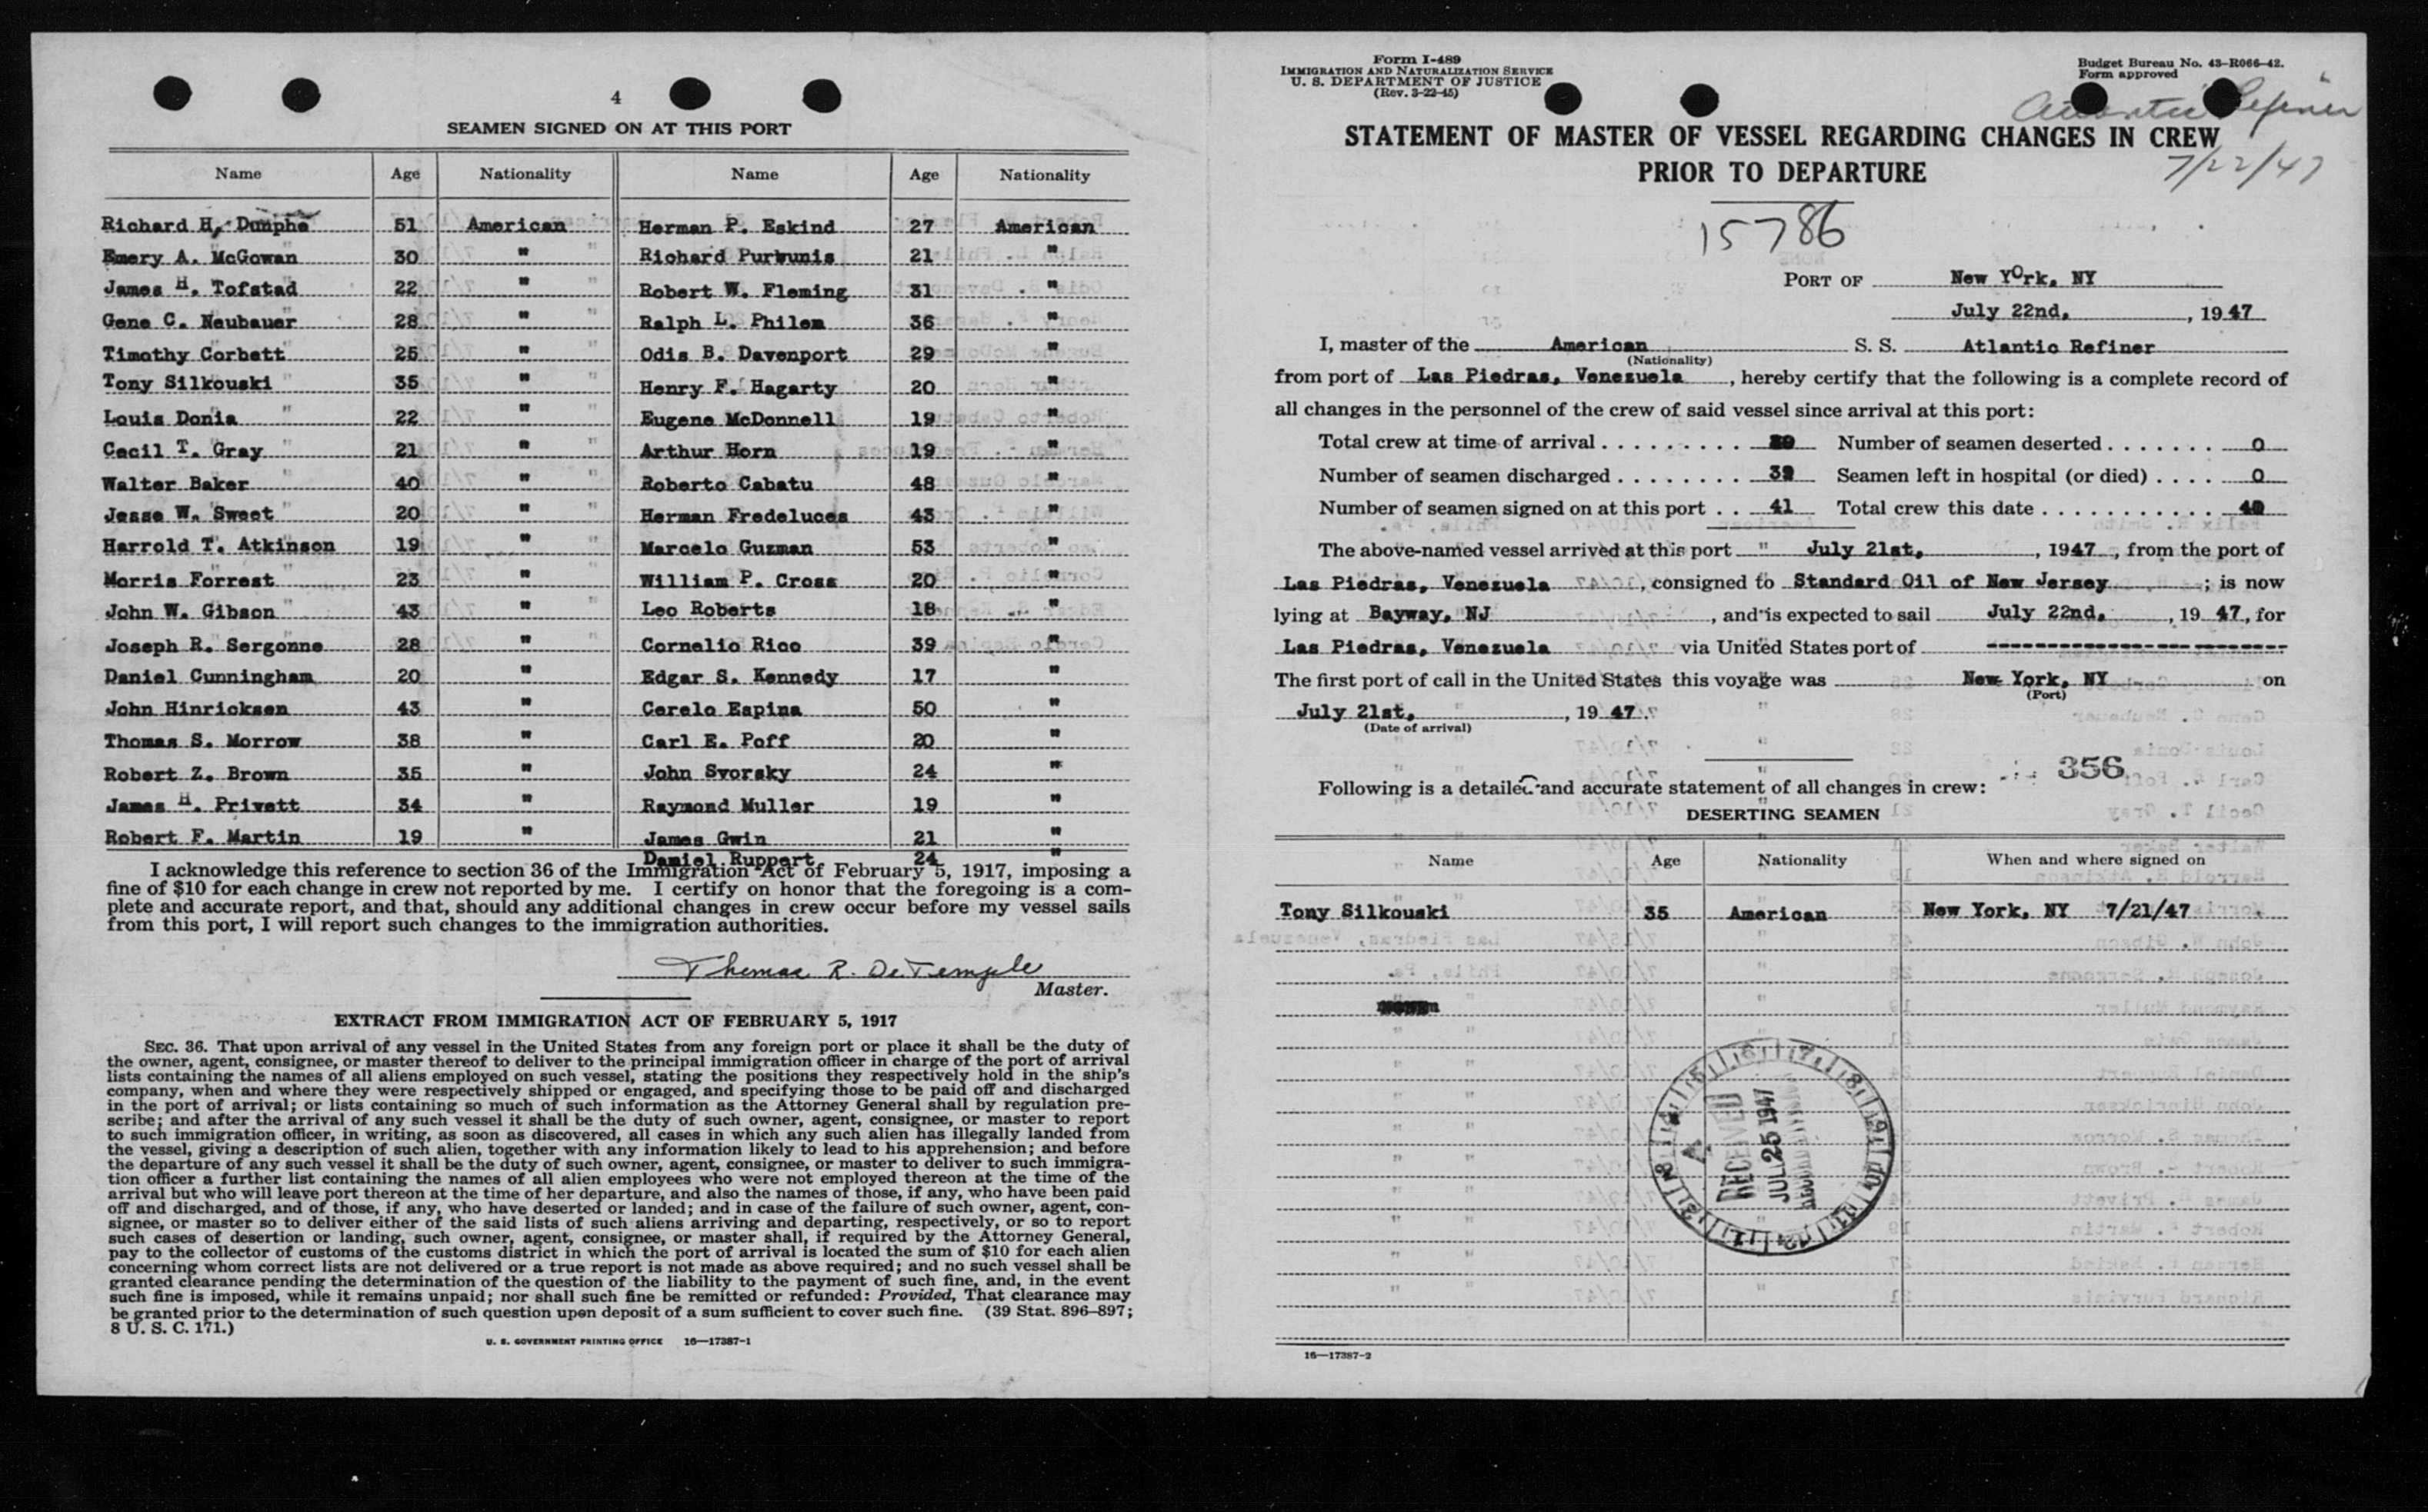 4
SEAMEN SIGNED ON AT THIS PORT
Name Age Nationality Name Age Nationality
Richard H. Dunphe 51 American Herman P. Eskind 27 American
Emery A. McGowan 30 " Richard Purvunis 21 "
James H. Tofstad 22 " Robert W. Fleming 31 "
Gene C. Neubauer 28 " Ralph L. Philem 36 "
Timothy Corbett 25 " Odis B. Davenport 29 "
Tony Silkouski 35 " Henry F. Hagarty 20 "
Louis Donia 22 " Eugene McDonnell 19 "
Cecil T. Gray 21 " Arthur Horn 19 "
Walter Baker 40 " Roberto Cabatu 48 "
Jesse W. Sweet 20 " Herman Fredeluces 43 "
Harrold T. Atkinson 19 " Marcelo Guzman 53 "
Morris Forrest 23 " William P. Cross 20 "
John W. Gibson 43 " Leo Roberts 18 "
Joseph R. Sergonne 28 " Cornelio Rico 39 "
Daniel Cunningham 20 " Edgar S. Kennedy 17 "
John Hinricksen 43 " Cerelo Espina 50 "
Thomas S. Morrow 38 " Carl E. Poff 20 "
Robert Z. Brown 35 " John Svorsky 24 "
James H. Privett 34 " Raymond Muller 19 "
Robert F. Martin 19 " James Gwin 21 "
Daniel Ruppert 24 "
I acknowledge this reference to section 36 of the Immigration Act of February 5, 1917, imposing a
fine of $10 for each change in crew not reported by me. I certify on honor that the foregoing is a com-
plete and accurate report, and that, should any additional changes in crew occur before my vessel sails
from this port, I will report such changes to the immigration authorities.
Thomas R. DeTemple
Master.
EXTRACT FROM IMMIGRATION ACT OF FEBRUARY 5, 1917
SEC. 36. That upon arrival of any vessel in the United States from any foreign port or place it shall be the duty of
the owner, agent, consignee, or master thereof to deliver to the principal immigration officer in charge of the port of arrival
lists containing the names of all aliens employed on such vessel, stating the positions they respectively hold in the ship's
company, when and where they were respectively shipped or engaged, and specifying those to be paid off and discharged
in the port of arrival; or lists containing so much of such information as the Attorney General shall by regulation pre-
scribe; and after the arrival of any such vessel it shall be the duty of such owner, agent, consignee, or master to report
to such immigration officer, in writing, as soon as discovered, all cases in which any such alien has illegally landed from
the vessel, giving a description of such alien, together with any information likely to lead to his apprehension; and before
the departure of any such vessel it shall be the duty of such owner, agent, consignee, or master to deliver to such immigra-
tion officer a further list containing the names of all alien employees who were not employed thereon at the time of the
arrival but who will leave port thereon at the time of her departure, and also the names of those, if any, who have been paid
off and discharged, and of those, if any, who have deserted or landed; and in case of the failure of such owner, agent, con-
signee, or master so to deliver either of the said lists of such aliens arriving and departing, respectively, or so to report
such cases of desertion or landing, such owner, agent, consignee, or master shall, if required by the Attorney General,
pay to the collector of customs of the customs district in which the port of arrival is located the sum of $10 for each alien
concerning whom correct lists are not delivered or a true report is not made as above required; and no such vessel shall be
granted clearance pending the determination of the question of the liability to the payment of such fine, and, in the event
such fine is imposed, while it remains unpaid; nor shall such fine be remitted or refunded: Provided, That clearance may
be granted prior to the determination of such question upon deposit of a sum sufficient to cover such fine. (39 Stat. 896–897;
8 U. S. C. 171.)
U. S. GOVERNMENT PRINTING OFFICE 16—17387-1
Form I-489
IMMIGRATION AND NATURALIZATION SERVICE
U. S. DEPARTMENT OF JUSTICE
(Rev. 3-22-45)
Budget Bureau No. 43-R066-42.
Form approved
Atlantic Refiner
7/22/47
STATEMENT OF MASTER OF VESSEL REGARDING CHANGES IN CREW
PRIOR TO DEPARTURE
15786
PORT OF New York, NY
July 22nd, , 19 47
I, master of the American S. S. Atlantic Refiner
(Nationality)
from port of Las Piedras, Venezuela , hereby certify that the following is a complete record of
all changes in the personnel of the crew of said vessel since arrival at this port:
Total crew at time of arrival . . . . . . . . . . Number of seamen deserted . . . . . . . 0
Number of seamen discharged . . . . . . . . 39 Seamen left in hospital (or died) . . . . 0
Number of seamen signed on at this port . . 41 Total crew this date . . . . . . . . . . . . 40
The above-named vessel arrived at this port July 21st, , 1947 , from the port of
Las Piedras, Venezuela , consigned to Standard Oil of New Jersey ; is now
lying at Bayway, NJ , and is expected to sail July 22nd, , 19 47, for
Las Piedras, Venezuela via United States port of --------------------
The first port of call in the United States this voyage was New York, NY on
(Port)
July 21st, , 19 47.
(Date of arrival)
356
Following is a detailed and accurate statement of all changes in crew:
DESERTING SEAMEN
Name Age Nationality When and where signed on
Tony Silkouski 35 American New York, NY 7/21/47
RECEIVED
JUL 25 1947
16—17387-2